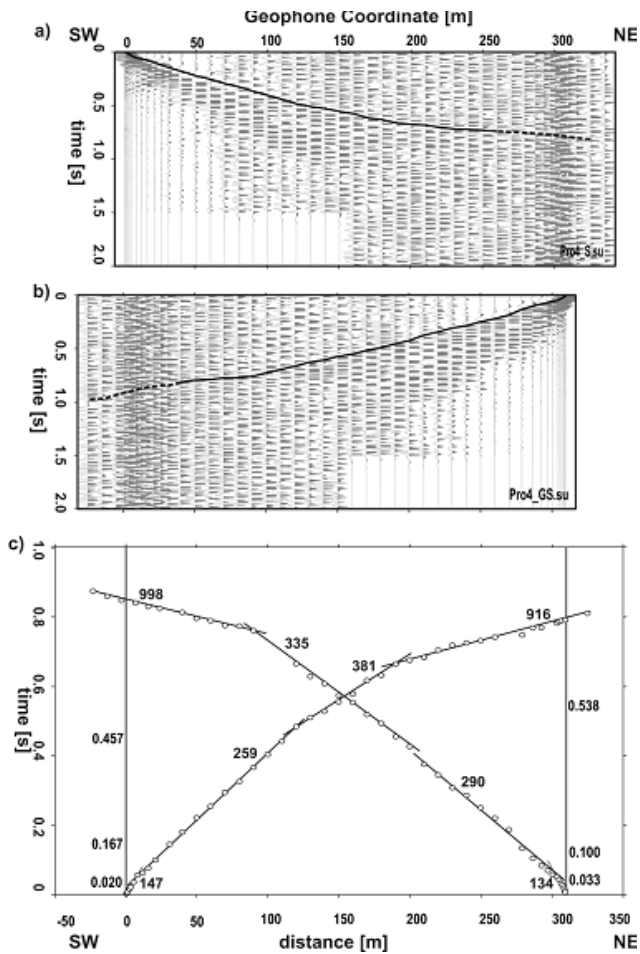 Geophone Coordinate [m]
a) SW NE
0 50 100 150 200 250 300
0
0.5
1.0
1.5
2.0
time [s]
Pro4_S.su
b)
0
0.5
1.0
1.5
2.0
time [s]
Pro4_GS.su
c)
1.0
0.8
0.6
0.4
0.2
0
time [s]
998
335
381
916
0.457
0.538
259
290
0.167
0.100
0.020
147
134
0.033
-50 0 50 100 150 200 250 300 350
SW distance [m] NE